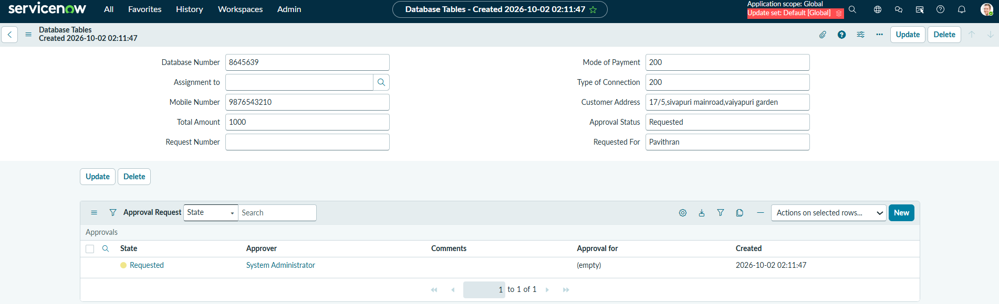 servicenow All Favorites History Workspaces Admin Database Tables - Created 2026-10-02 02:11:47 Application scope: Global
Update set: Default [Global]
Database Tables
Created 2026-10-02 02:11:47 Update Delete
Database Number 8645639 Mode of Payment 200
Assignment to Type of Connection 200
Mobile Number 9876543210 Customer Address 17/5,sivapuri mainroad,vaiyapuri garden
Total Amount 1000 Approval Status Requested
Request Number Requested For Pavithran
Update Delete
Approval Request State Search Actions on selected rows... New
Approvals
State Approver Comments Approval for Created
Requested System Administrator (empty) 2026-10-02 02:11:47
1 to 1 of 1